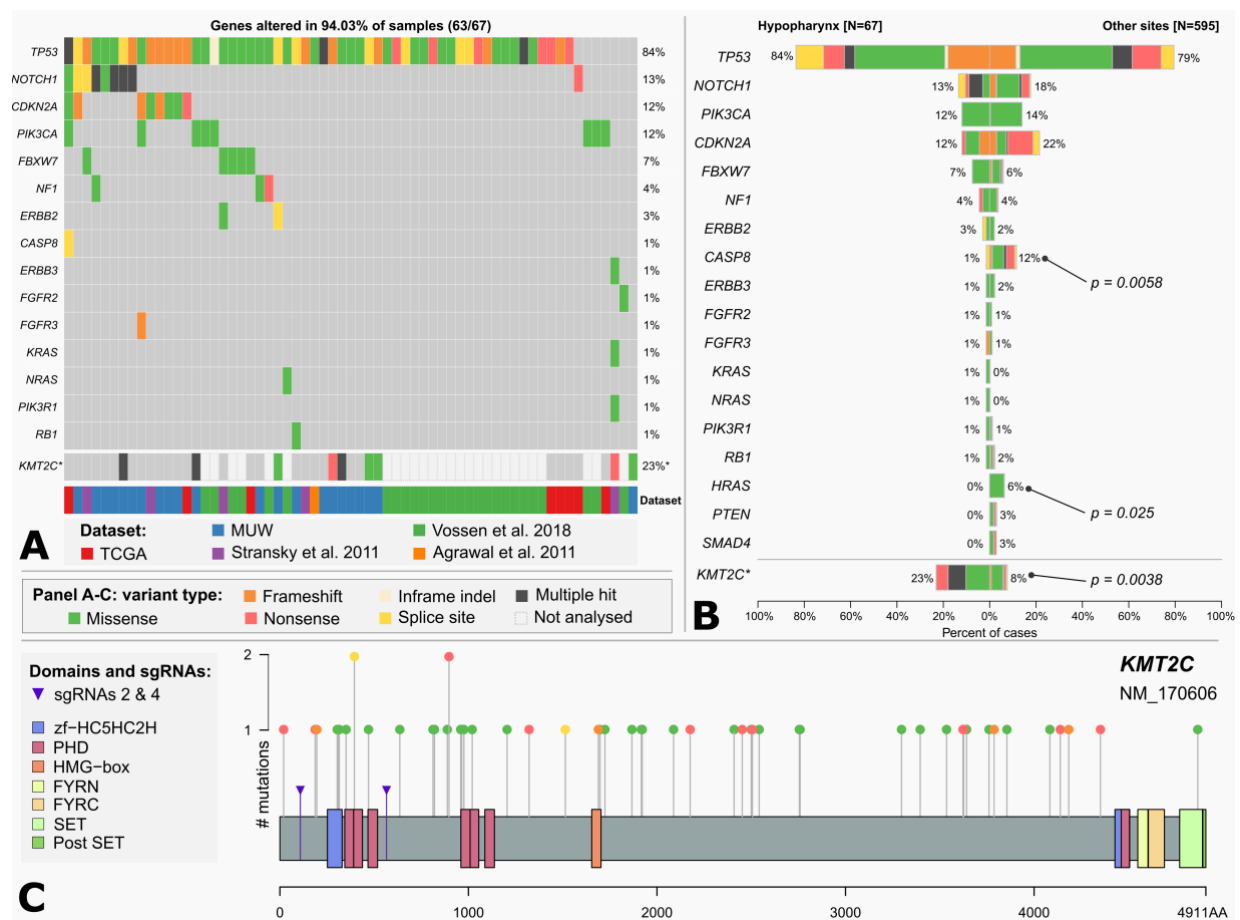 Genes altered in 94.03% of samples (63/67)
TP53 84%
NOTCH1 13%
CDKN2A 12%
PIK3CA 12%
FBXW7 7%
NF1 4%
ERBB2 3%
CASP8 1%
ERBB3 1%
FGFR2 1%
FGFR3 1%
KRAS 1%
NRAS 1%
PIK3R1 1%
RB1 1%
KMT2C* 23%*
Dataset
A
Dataset:
MUW
Vossen et al. 2018
TCGA
Stransky et al. 2011
Agrawal et al. 2011
Panel A-C: variant type:
Frameshift
Inframe indel
Multiple hit
Missense
Nonsense
Splice site
Not analysed
Hypopharynx [N=67] Other sites [N=595]
TP53 84% 79%
NOTCH1 13% 18%
PIK3CA 12% 14%
CDKN2A 12% 22%
FBXW7 7% 6%
NF1 4% 4%
ERBB2 3% 2%
CASP8 1% 12%
p = 0.0058
ERBB3 1% 2%
FGFR2 1% 1%
FGFR3 1% 1%
KRAS 1% 0%
NRAS 1% 0%
PIK3R1 1% 1%
RB1 1% 2%
HRAS 0% 6%
p = 0.025
PTEN 0% 3%
SMAD4 0% 3%
KMT2C* 23% 8% p = 0.0038
B
100% 80% 60% 40% 20% 0% 20% 40% 60% 80% 100%
Percent of cases
Domains and sgRNAs:
sgRNAs 2 & 4
zf-HC5HC2H
PHD
HMG-box
FYRN
FYRC
SET
Post SET
C
# mutations
2
1
KMT2C
NM_170606
0 1000 2000 3000 4000 4911AA